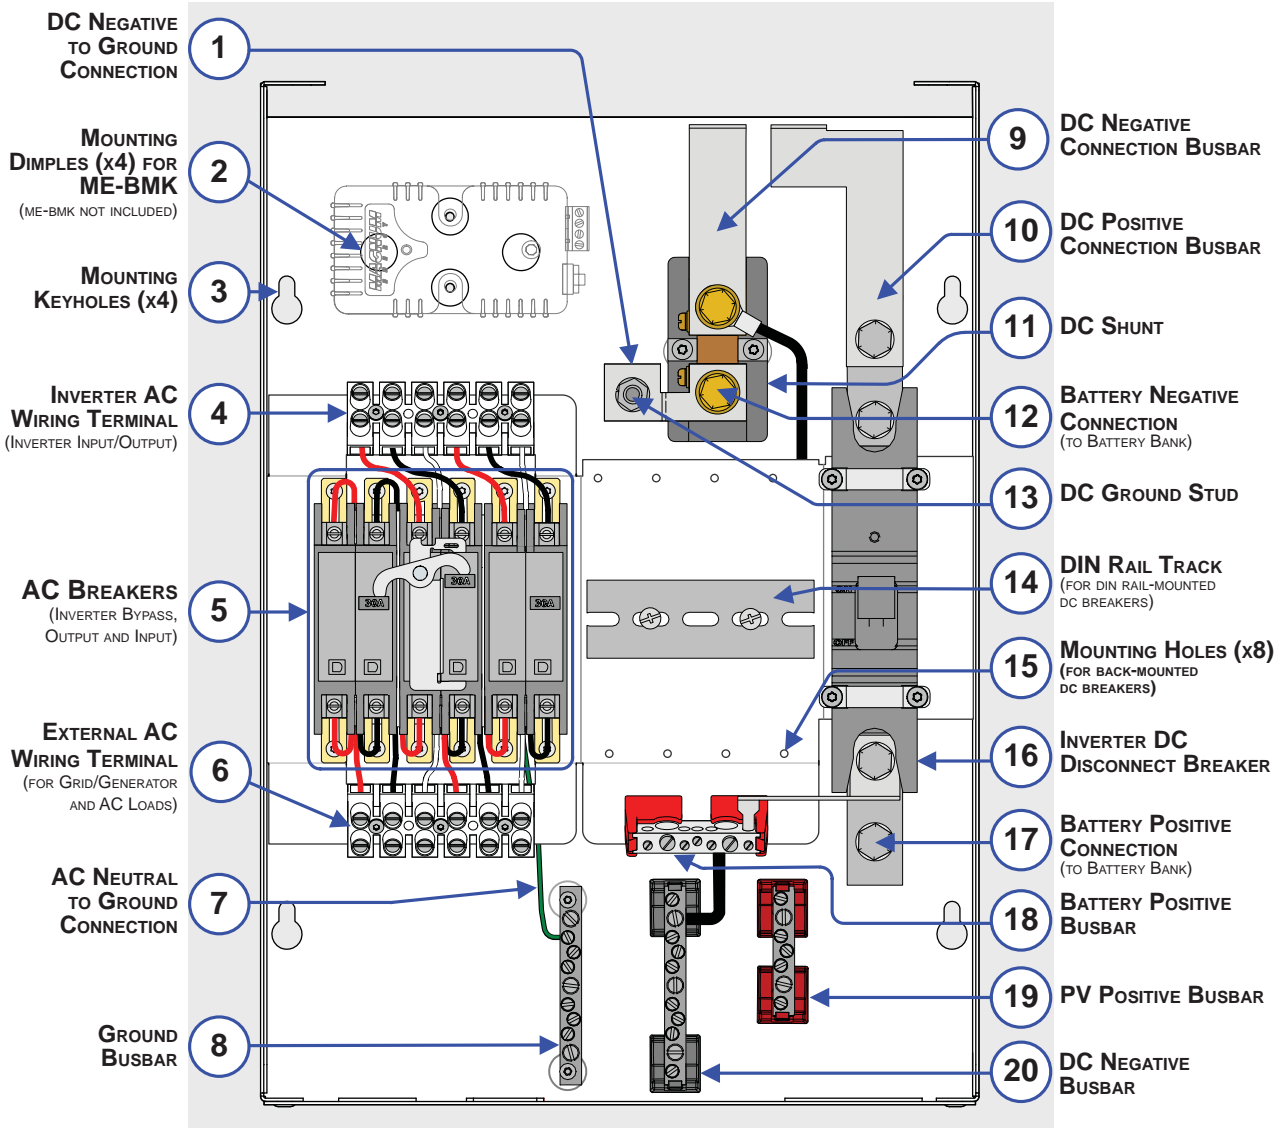 DC Negative
to Ground
Connection
1
Mounting
Dimples (x4) for
ME-BMK
(me-bmk not included)
2
Mounting
Keyholes (x4)
3
Inverter AC
Wiring Terminal
(Inverter Input/Output)
4
AC Breakers
(Inverter Bypass,
Output and Input)
5
External AC
Wiring Terminal
(for Grid/Generator
and AC Loads)
6
AC Neutral
to Ground
Connection
7
Ground
Busbar
8
30A
30A
30A
OFF
9
DC Negative
Connection Busbar
10
DC Positive
Connection Busbar
11
DC Shunt
12
Battery Negative
Connection
(to Battery Bank)
13
DC Ground Stud
14
DIN Rail Track
(for din rail-mounted
dc breakers)
15
Mounting Holes (x8)
(for back-mounted
dc breakers)
16
Inverter DC
Disconnect Breaker
17
Battery Positive
Connection
(to Battery Bank)
18
Battery Positive
Busbar
19
PV Positive Busbar
20
DC Negative
Busbar